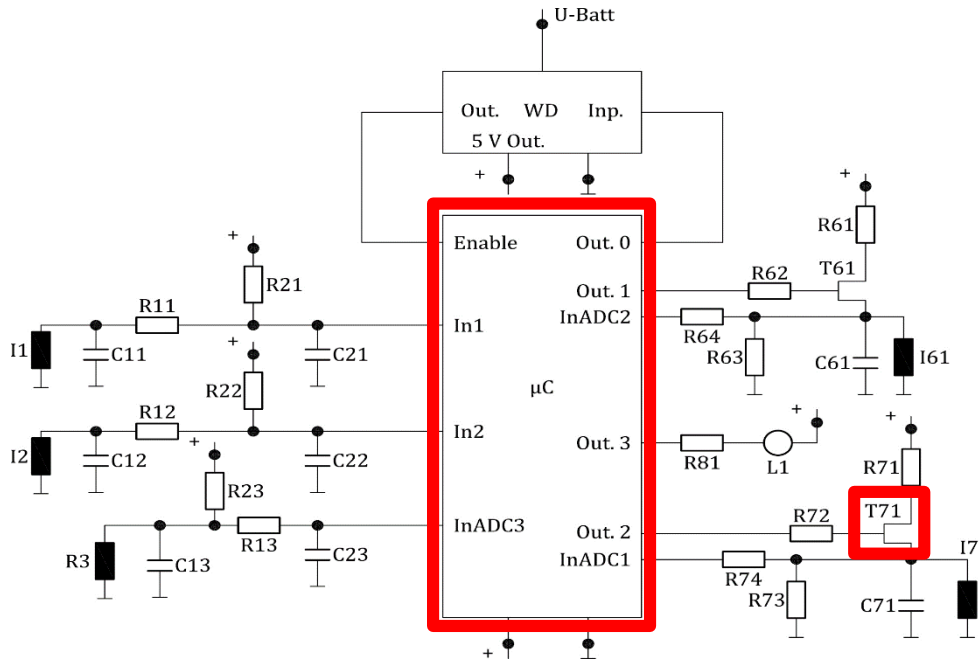 U-Batt
Out. WD Inp.
5 V Out.
+
+
R61
Enable
Out. 0
+
R21
R62
T61
Out. 1
R11
In1
InADC2
R64
I1
C11
C21
+
R63
C61
I61
R22
µC
R12
+
In2
Out. 3
+
I2
C12
C22
R81
L1
R71
R23
T71
InADC3
R72
R13
Out. 2
R3
C13
C23
InADC1
I7
R74
R73
C71
+